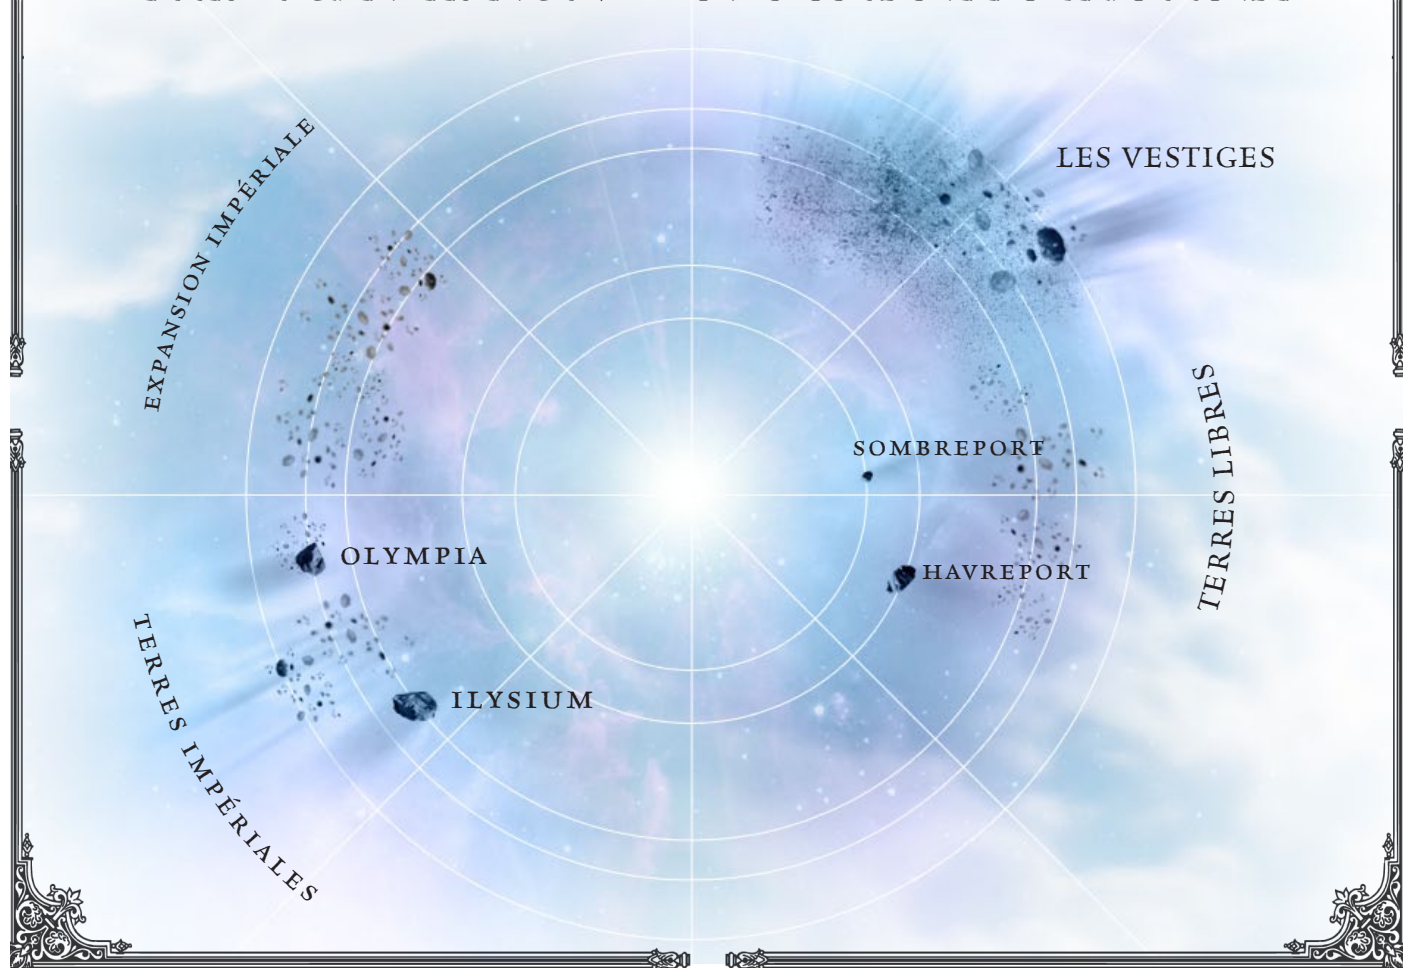 EXPANSION IMPÉRIALE
LES VESTIGES
SOMBREPORT
TERRES LIBRES
OLYMPIA
HAVREPORT
TERRES IMPÉRIALES
ILYSIUM